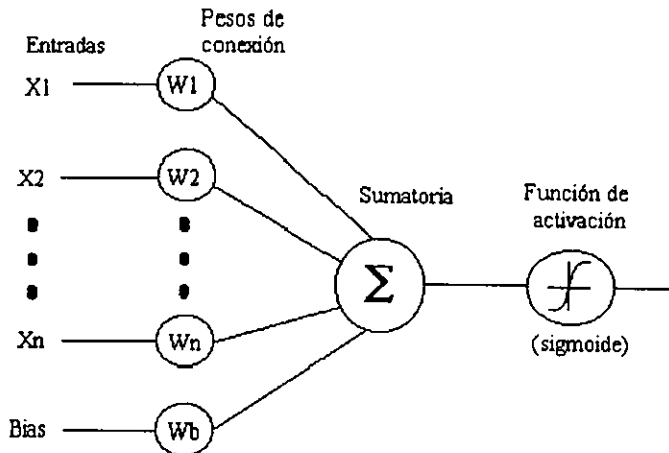 Entradas
Pesos de
conexión
X1
W1
X2
W2
Sumatoria
Función de
activación
Σ
(sigmoide)
Xn
Wn
Bias
Wb